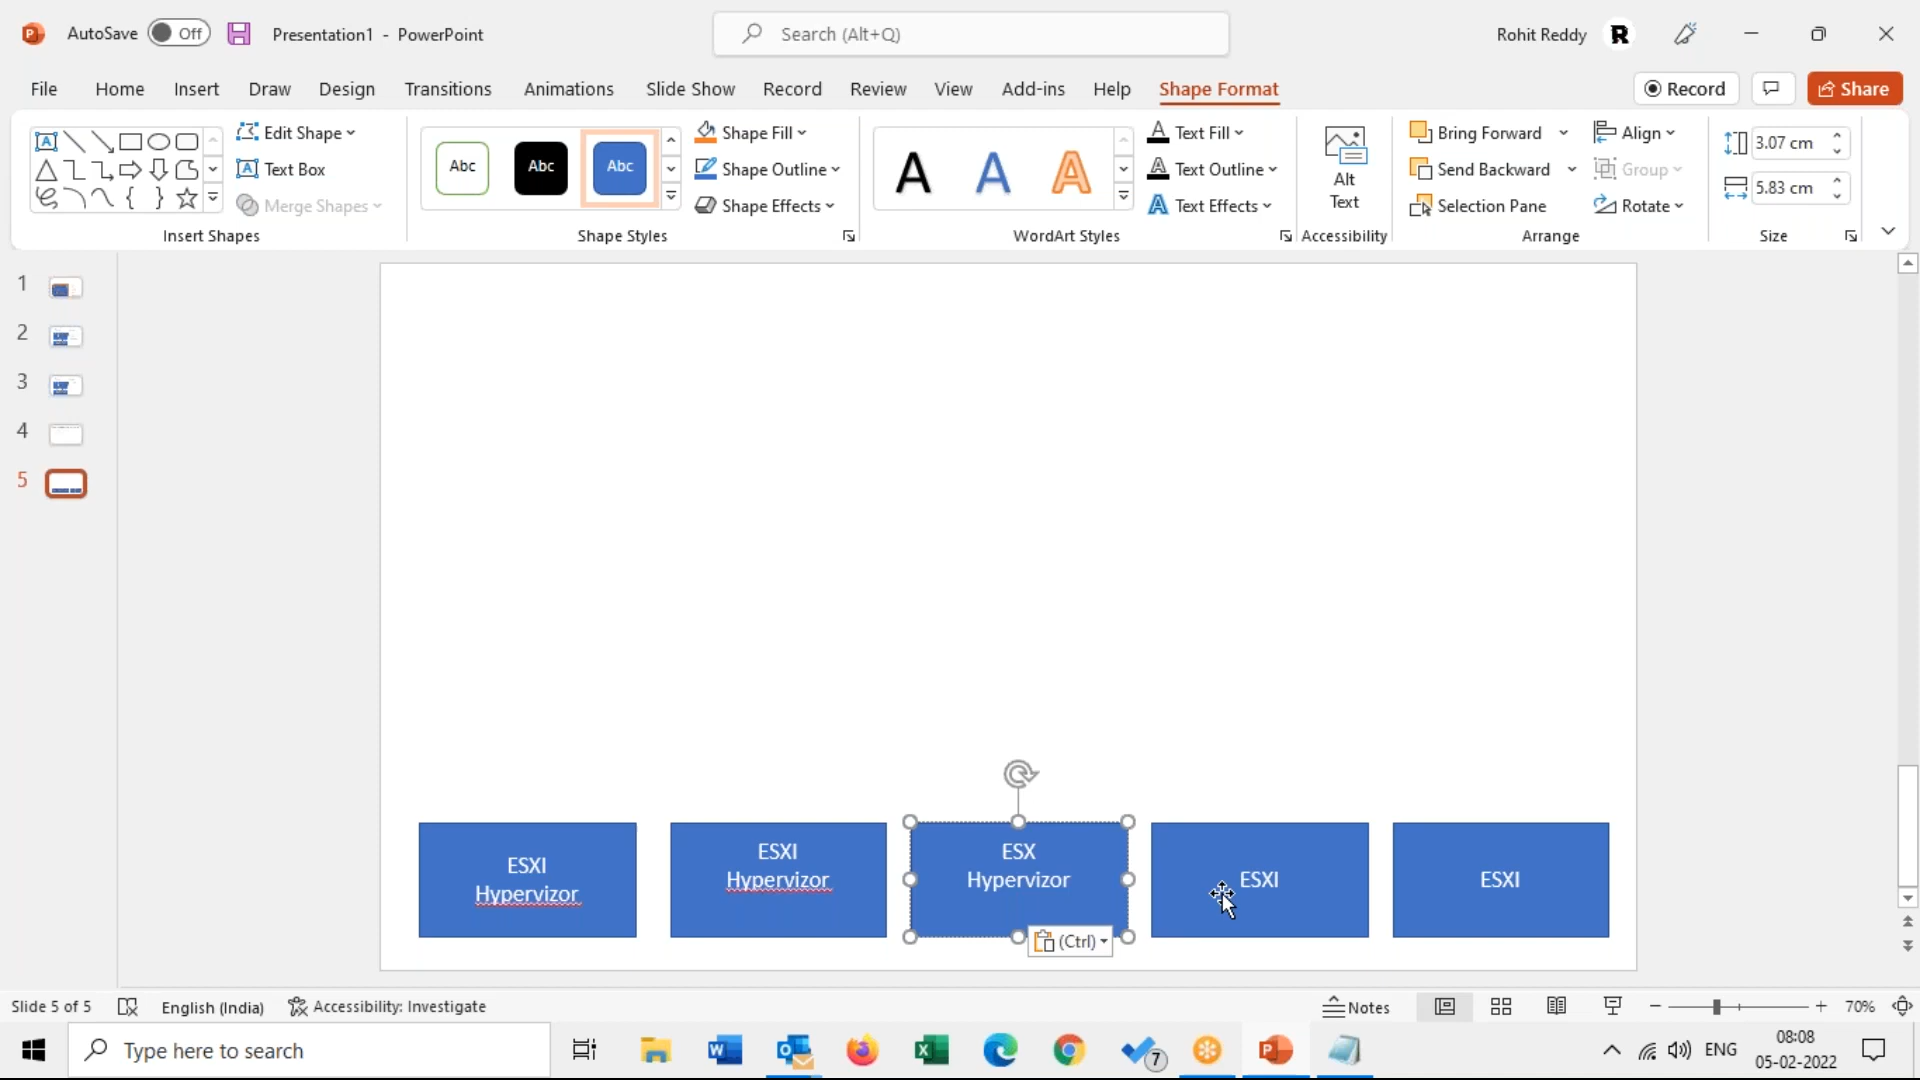 AutoSave Off Presentation1 - PowerPoint Search (Alt+Q) Rohit Reddy
File Home Insert Draw Design Transitions Animations Slide Show Record Review View Add-ins Help Shape Format Record Share
Edit Shape
Text Box
Merge Shapes
Insert Shapes
Abc Abc Abc
Shape Fill
Shape Outline
Shape Effects
Shape Styles
A A A
Text Fill
Text Outline
Text Effects
WordArt Styles
Alt
Text
Accessibility
Bring Forward
Send Backward
Selection Pane
Align
Group
Rotate
Arrange
3.07 cm
5.83 cm
Size
1
2
3
4
5
ESXI
Hypervizor
ESXI
Hypervizor
ESX
Hypervizor
ESXI
ESXI
(Ctrl)
Slide 5 of 5 English (India) Accessibility: Investigate Notes 70%
Type here to search
7
ENG
08:08
05-02-2022